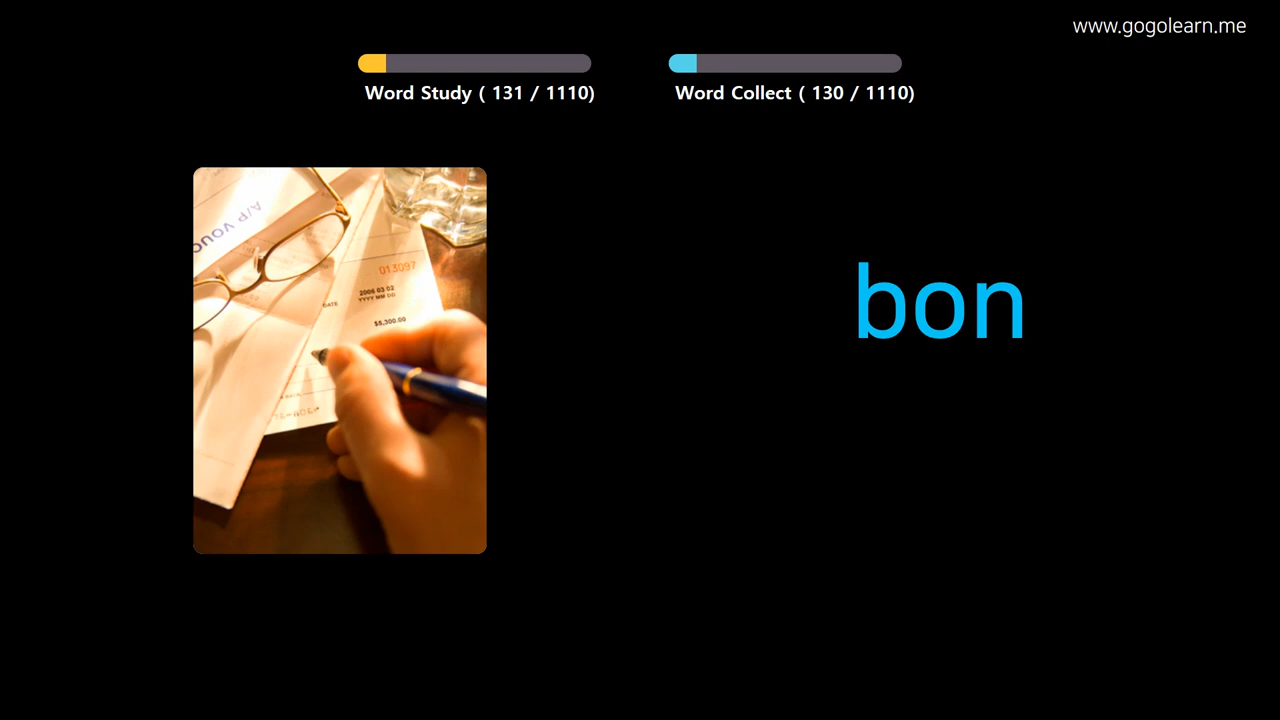 www.gogolearn.me
Word Study ( 131 / 1110)
Word Collect ( 130 / 1110)
A/P VOUC
013097
DATE
2006 03 02
YYYY MM DD
$5,300.00
bon